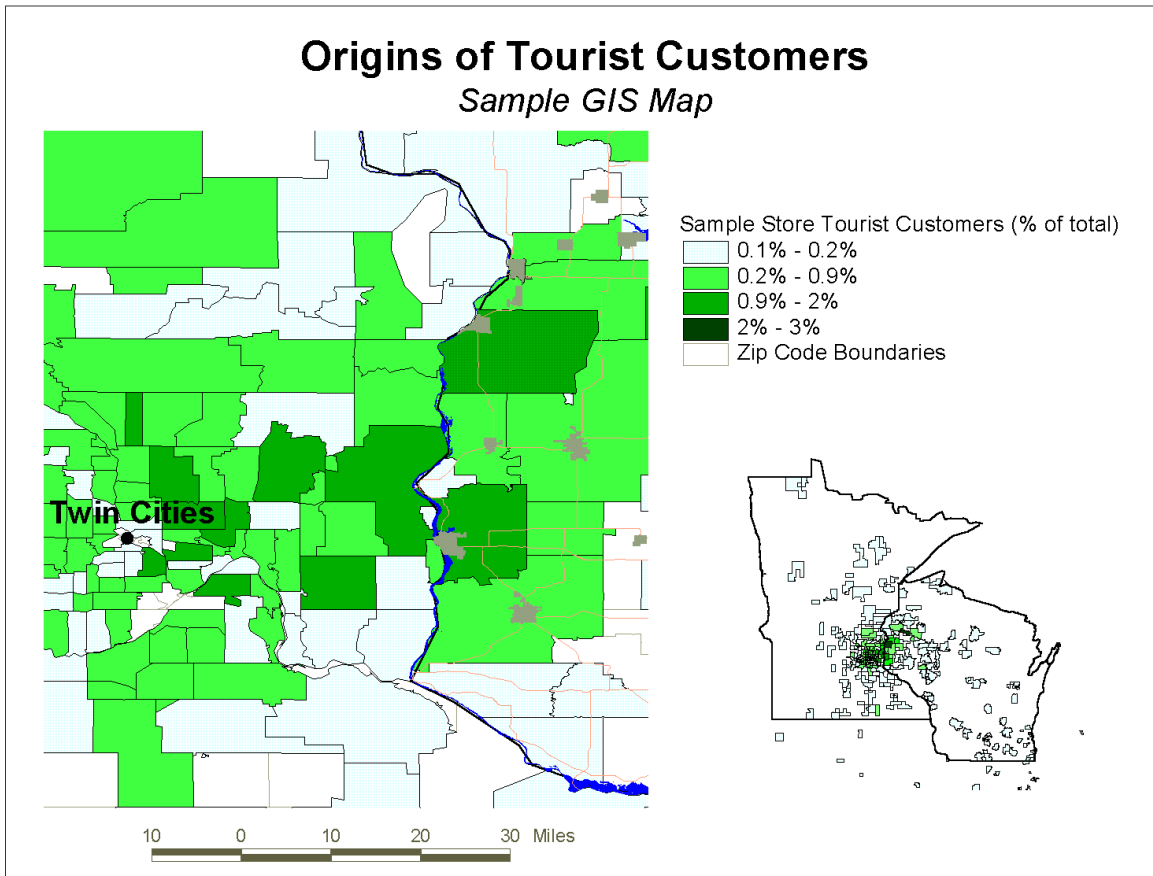 Origins of Tourist Customers
Sample GIS Map
Twin Cities
Sample Store Tourist Customers (% of total)
0.1% - 0.2%
0.2% - 0.9%
0.9% - 2%
2% - 3%
Zip Code Boundaries
10 0 10 20 30 Miles